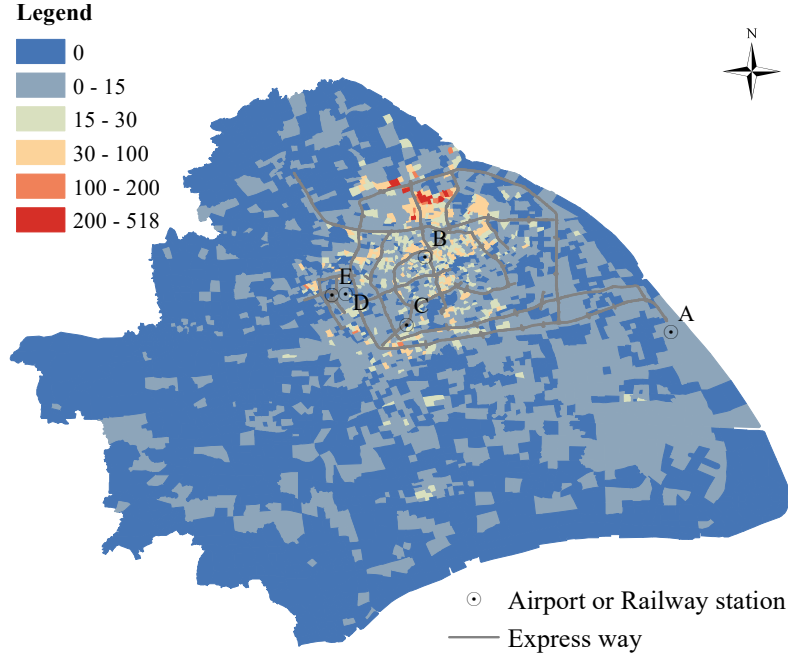 Legend
0
0 - 15
15 - 30
30 - 100
100 - 200
200 - 518
N
B
E
D
C
A
Airport or Railway station
Express way